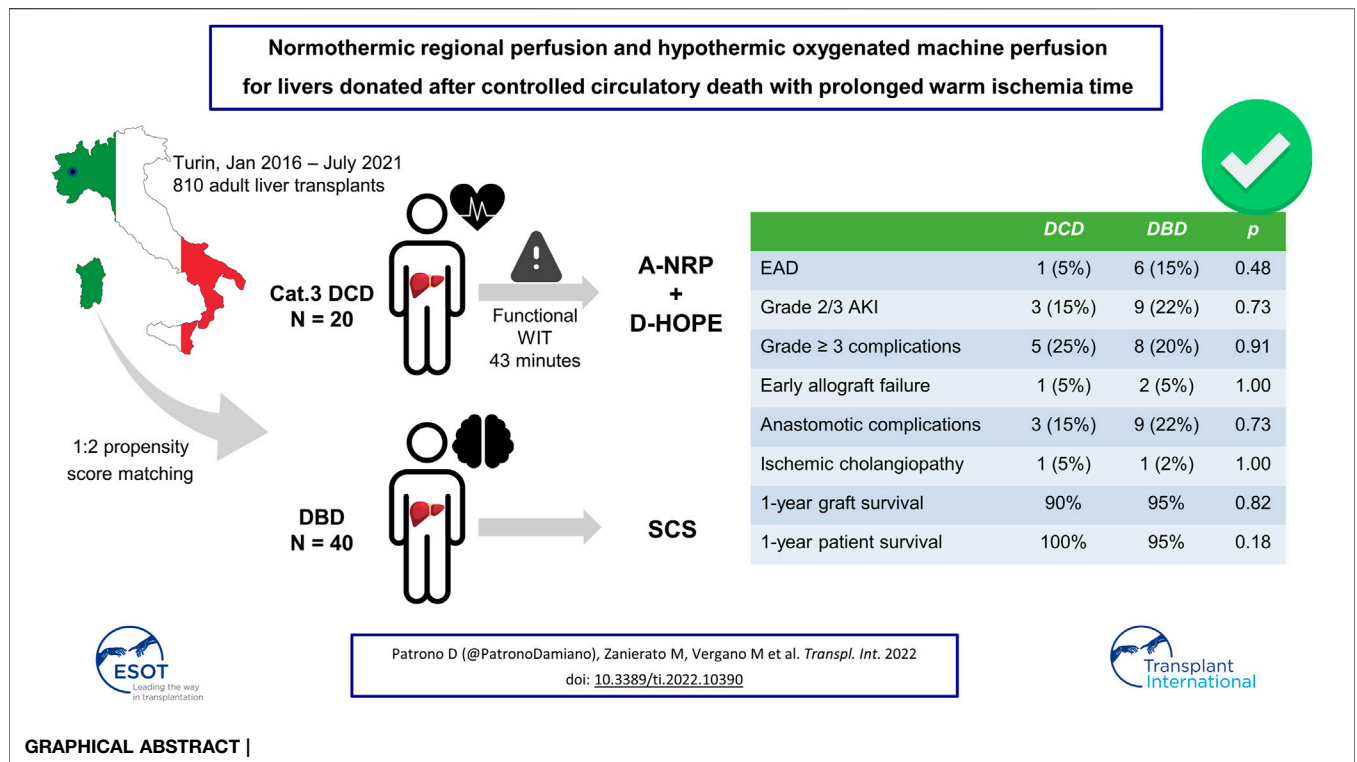 Normothermic regional perfusion and hypothermic oxygenated machine perfusion
for livers donated after controlled circulatory death with prolonged warm ischemia time
Turin, Jan 2016 – July 2021
810 adult liver transplants
Cat.3 DCD
N = 20
Functional
WIT
43 minutes
A-NRP
+
D-HOPE
1:2 propensity
score matching
DBD
N = 40
SCS
DCD DBD p
EAD 1 (5%) 6 (15%) 0.48
Grade 2/3 AKI 3 (15%) 9 (22%) 0.73
Grade ≥ 3 complications 5 (25%) 8 (20%) 0.91
Early allograft failure 1 (5%) 2 (5%) 1.00
Anastomotic complications 3 (15%) 9 (22%) 0.73
Ischemic cholangiopathy 1 (5%) 1 (2%) 1.00
1-year graft survival 90% 95% 0.82
1-year patient survival 100% 95% 0.18
ESOT
Leading the way
in transplantation
Patrono D (@PatronoDamiano), Zanierato M, Vergano M et al. Transpl. Int. 2022
doi: 10.3389/ti.2022.10390
Transplant
International
GRAPHICAL ABSTRACT |